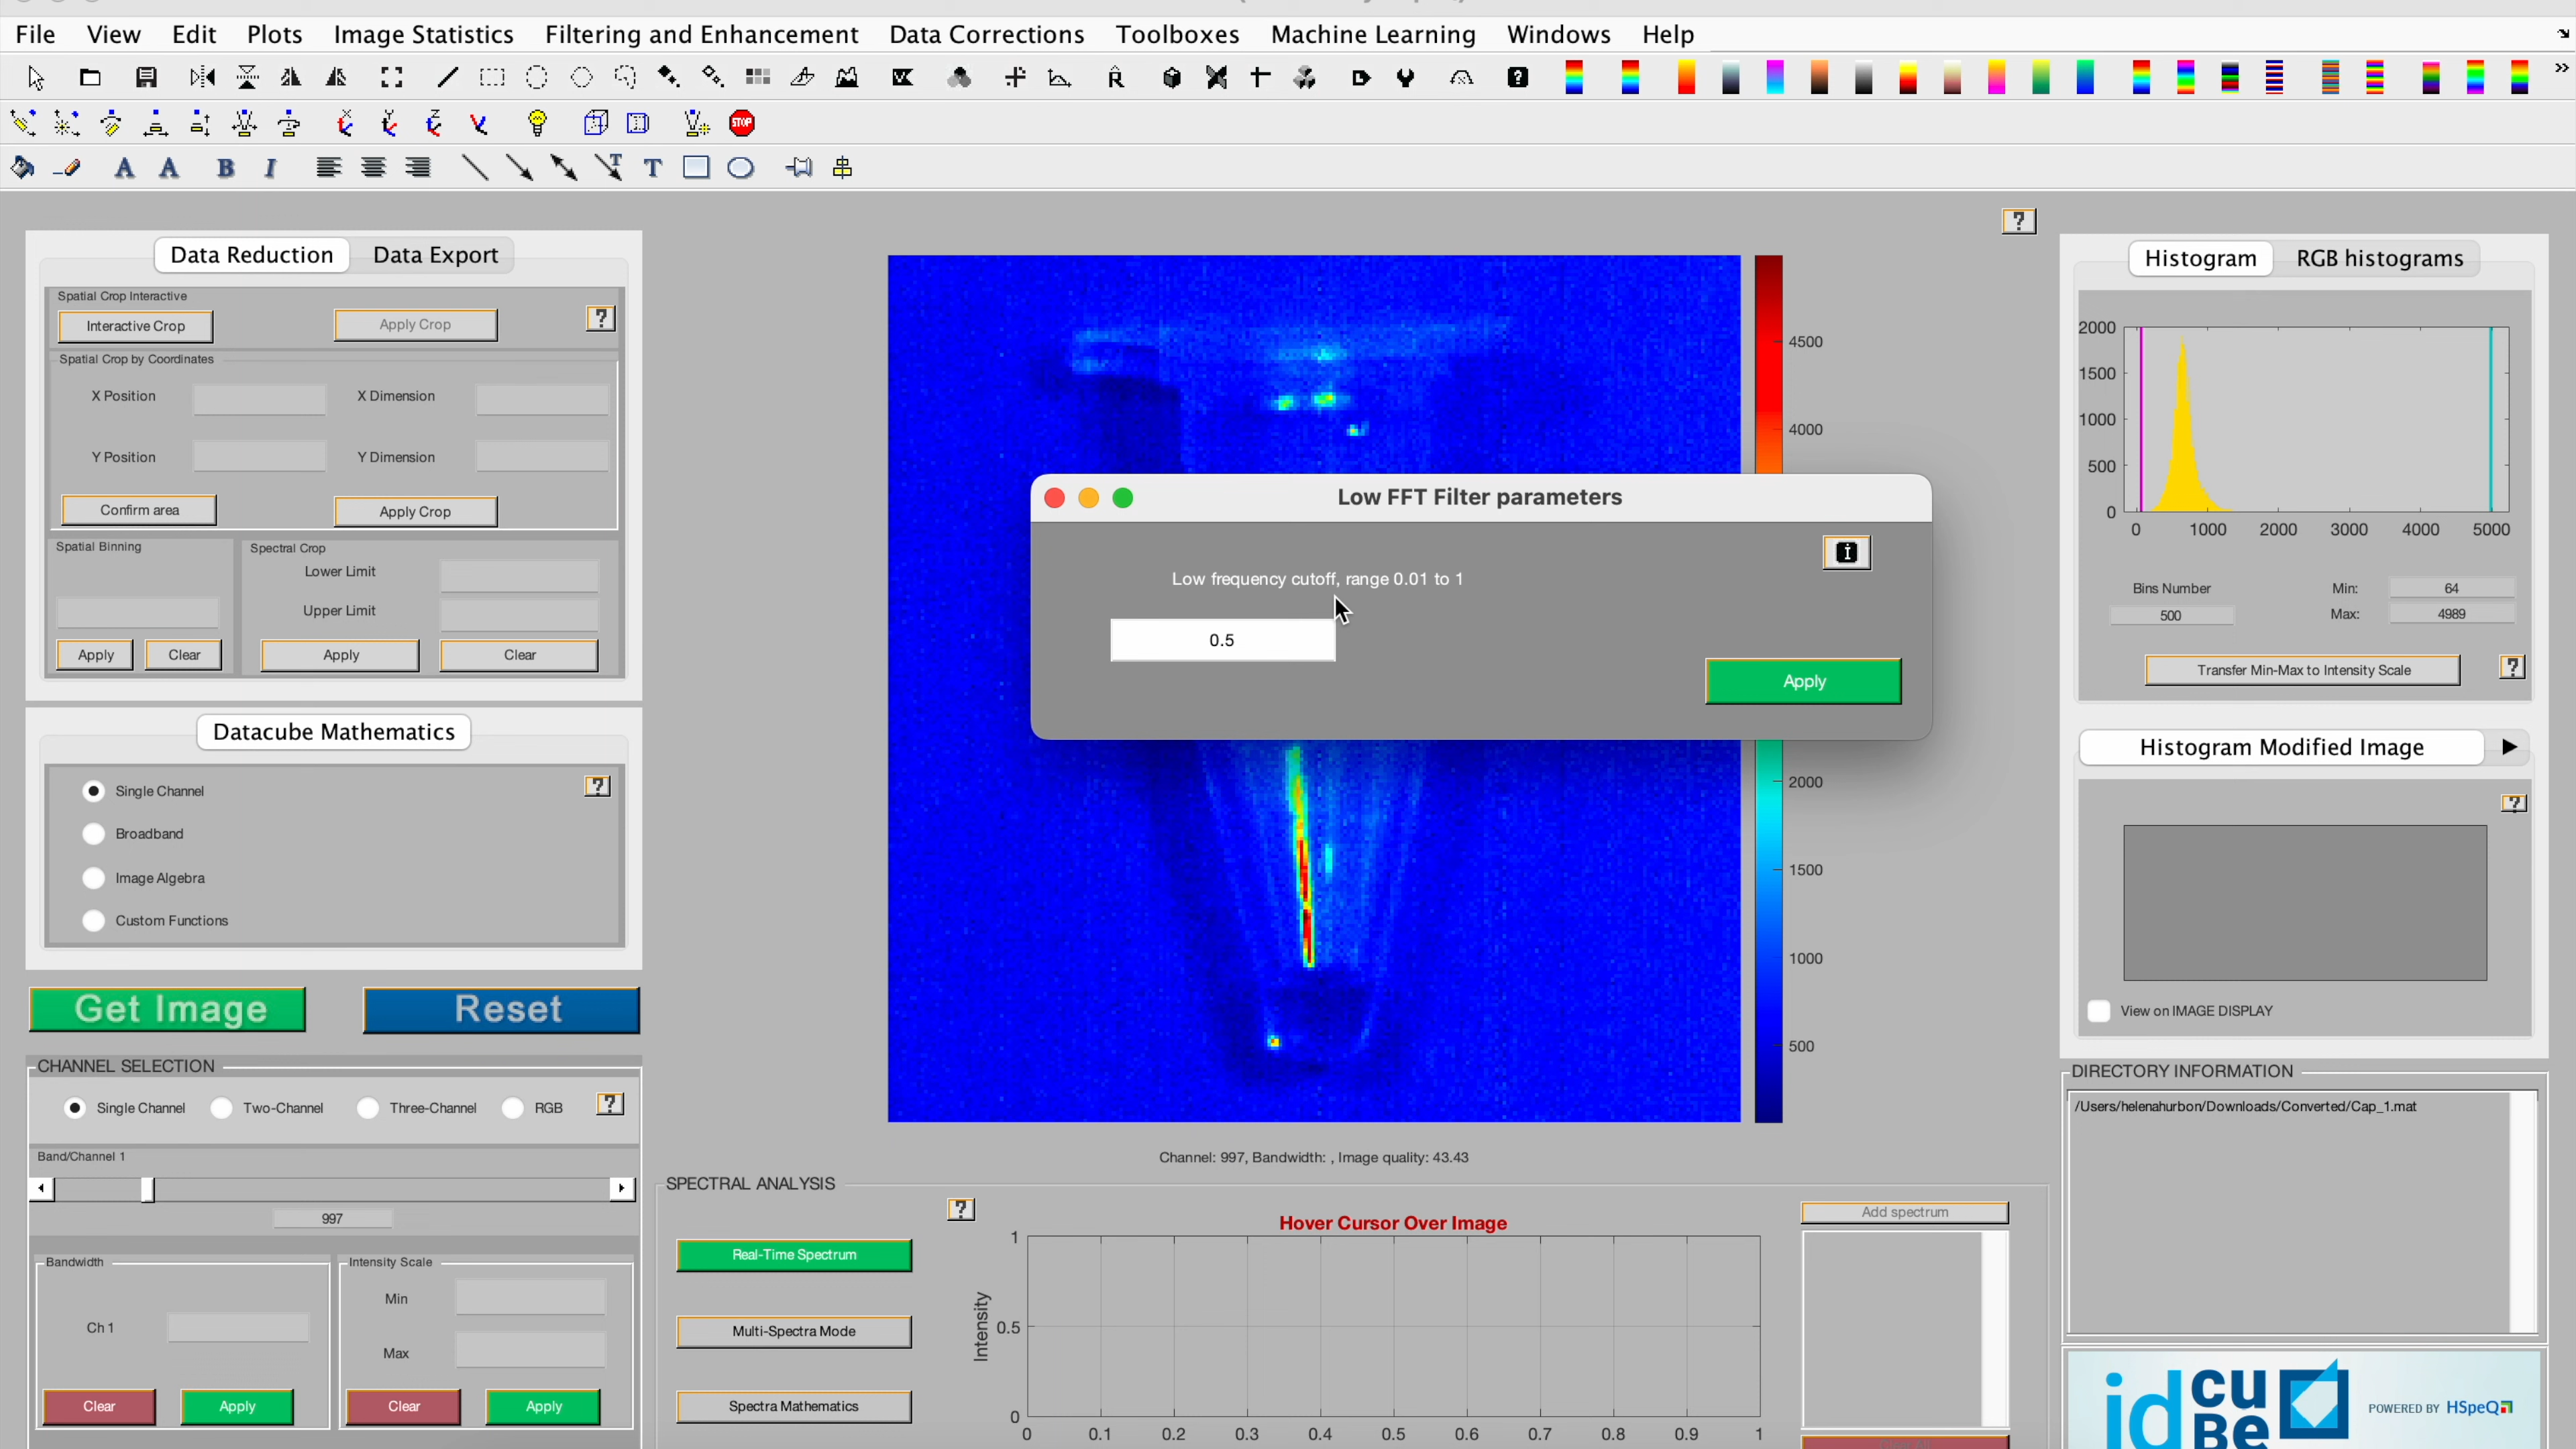 File View Edit Plots Image Statistics Filtering and Enhancement Data Corrections Toolboxes Machine Learning Windows Help
STOP
A A B I T T
Data Reduction Data Export
Spatial Crop Interactive
Interactive Crop Apply Crop ?
Spatial Crop by Coordinates
X Position X Dimension
Y Position Y Dimension
Confirm area Apply Crop
Spatial Binning Spectral Crop
Lower Limit
Upper Limit
Apply Clear Apply Clear
Datacube Mathematics
Single Channel ?
Broadband
Image Algebra
Custom Functions
Get Image Reset
CHANNEL SELECTION
Single Channel Two-Channel Three-Channel RGB ?
Band/Channel 1
997
Bandwidth Intensity Scale
Min
Ch 1
Max
Clear Apply Clear Apply
?
4500
4000
2000
1500
1000
500
Low FFT Filter parameters
Low frequency cutoff, range 0.01 to 1
0.5
Apply
Channel: 997, Bandwidth: , Image quality: 43.43
SPECTRAL ANALYSIS
?
Real-Time Spectrum
Multi-Spectra Mode
Spectra Mathematics
Hover Cursor Over Image
Intensity
1
0.5
0
0 0.1 0.2 0.3 0.4 0.5 0.6 0.7 0.8 0.9 1
Add spectrum
Histogram RGB histograms
2000
1500
1000
500
0
0 1000 2000 3000 4000 5000
Bins Number Min: 64
500 Max: 4989
Transfer Min-Max to Intensity Scale ?
Histogram Modified Image
?
View on IMAGE DISPLAY
DIRECTORY INFORMATION
/Users/helenahurbon/Downloads/Converted/Cap_1.mat
idcuBe POWERED BY HSpeQ